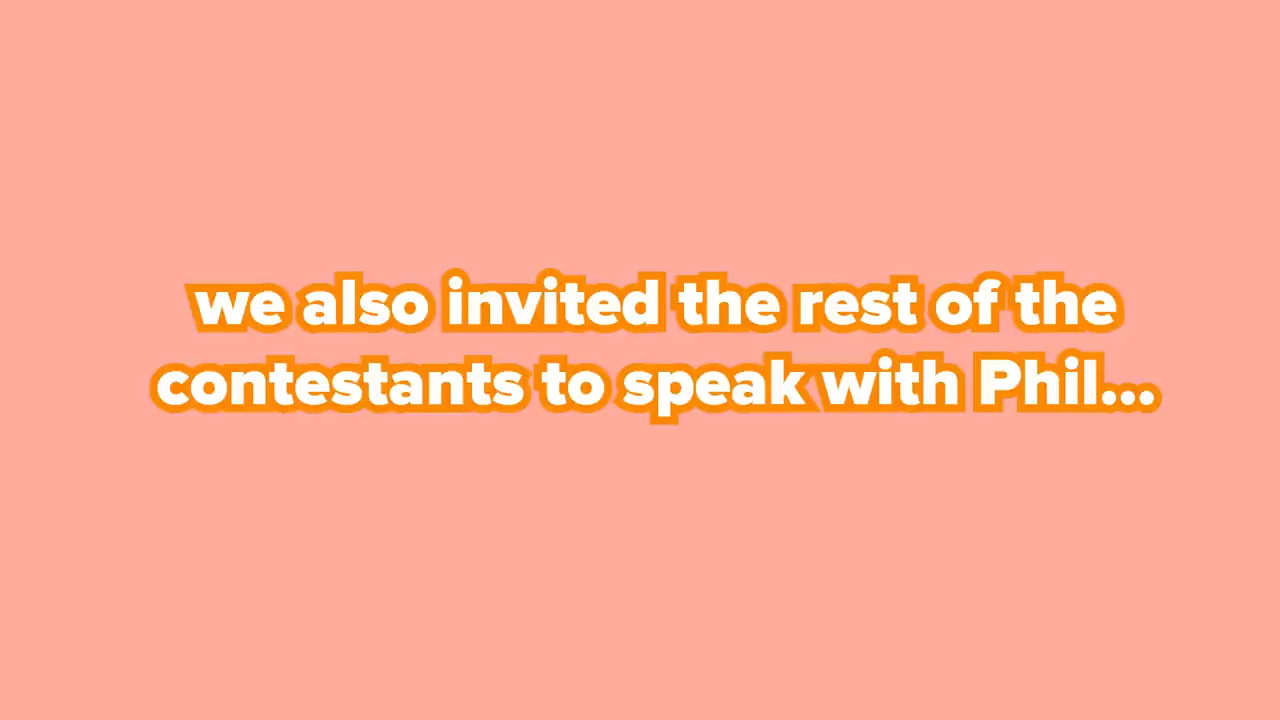 we also invited the rest of the
contestants to speak with Phil...